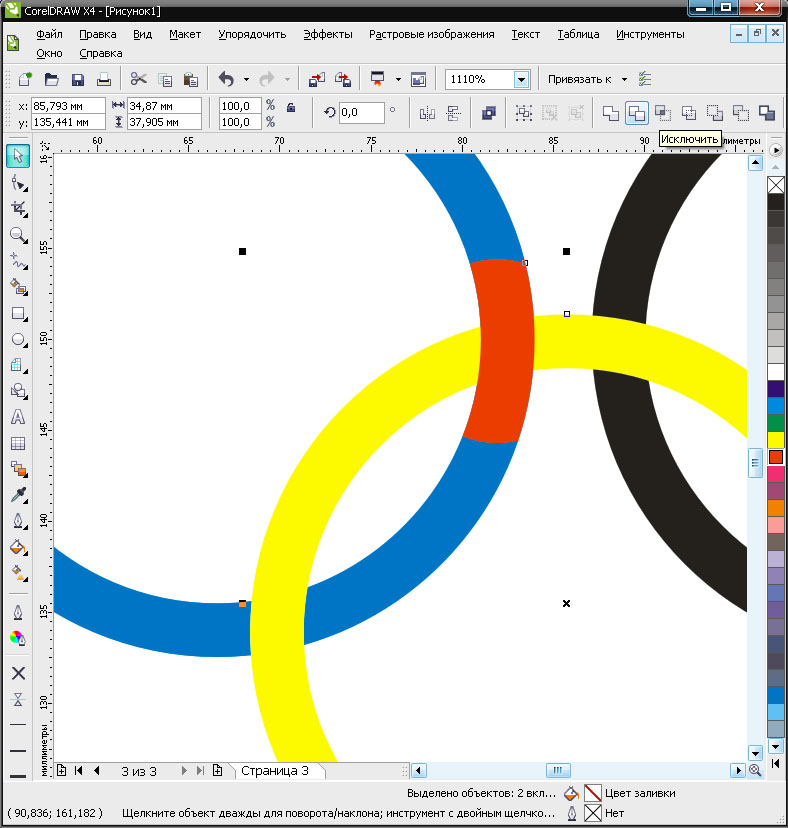 CorelDRAW X4 - [Рисунок1]
Файл Правка Вид Макет Упорядочить Эффекты Растровые изображения Текст Таблица Инструменты
Окно Справка
1110% Привязать к
x: 85,793 мм 34,87 мм 100,0 % 0,0 °
y: 135,441 мм 37,905 мм 100,0 %
Исключить
60 65 70 75 80 85 90 лиметры
16
155
150
145
140
135
130
миллиметры
3 из 3 Страница 3
Выделено объектов: 2 вкл... Цвет заливки
( 90,836; 161,182 ) Щелкните объект дважды для поворота/наклона; инструмент с двойным щелчко... Нет